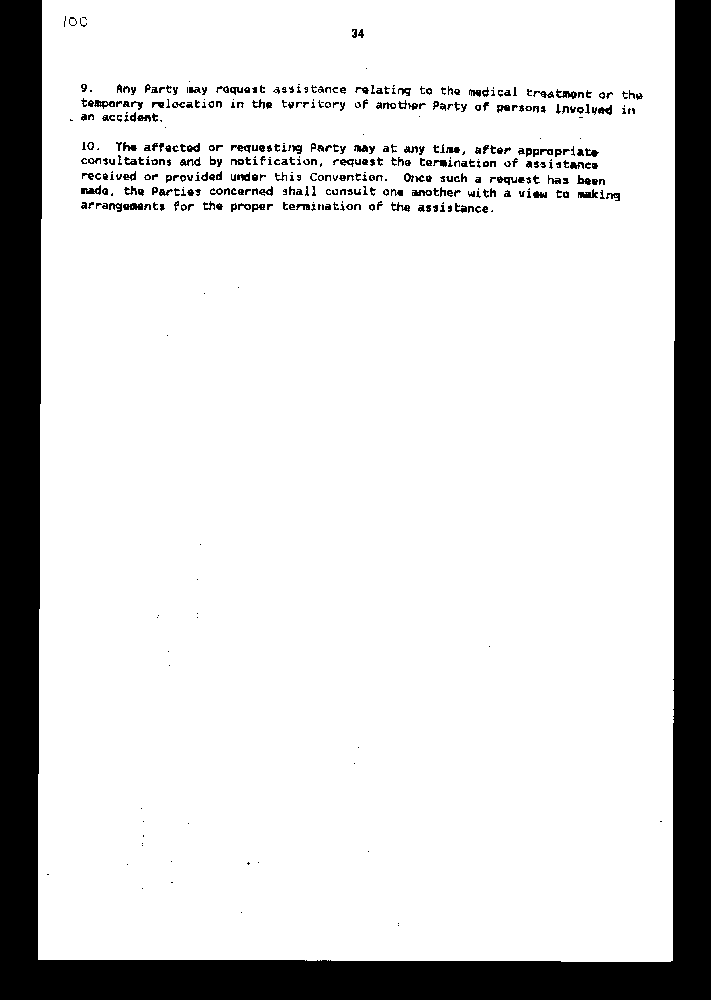 100
34
9. Any Party may request assistance relating to the medical treatment or the
temporary relocation in the territory of another Party of persons involved in
an accident.
10. The affected or requesting Party may at any time, after appropriate
consultations and by notification, request the termination of assistance
received or provided under this Convention. Once such a request has been
made, the Parties concerned shall consult one another with a view to making
arrangements for the proper termination of the assistance.